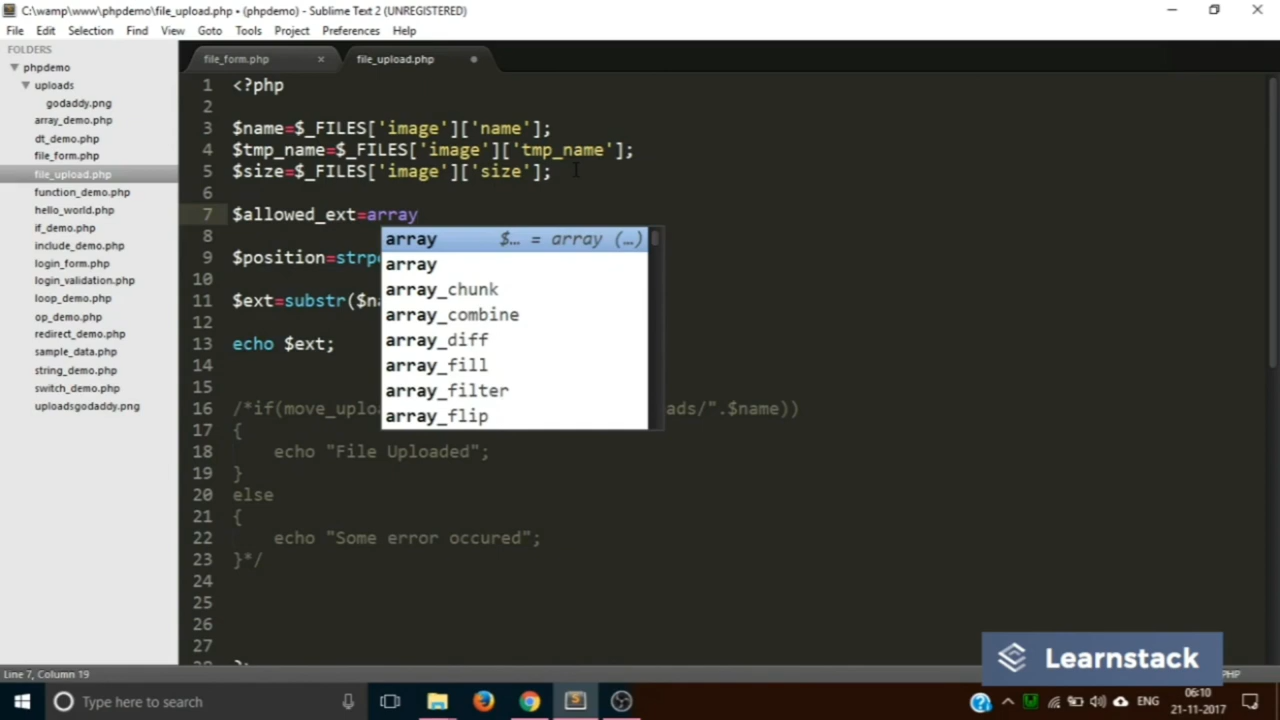 C:\wamp\www\phpdemo\file_upload.php • (phpdemo) - Sublime Text 2 (UNREGISTERED)
File Edit Selection Find View Goto Tools Project Preferences Help
FOLDERS
phpdemo
uploads
godaddy.png
array_demo.php
dt_demo.php
file_form.php
file_upload.php
function_demo.php
hello_world.php
if_demo.php
include_demo.php
login_form.php
login_validation.php
loop_demo.php
op_demo.php
redirect_demo.php
sample_data.php
string_demo.php
switch_demo.php
uploadsgodaddy.png
file_form.php × file_upload.php
1 <?php
2
3 $name=$_FILES['image']['name'];
4 $tmp_name=$_FILES['image']['tmp_name'];
5 $size=$_FILES['image']['size'];
6
7 $allowed_ext=array
8
9 $position=strp
10
11 $ext=substr($na
12
13 echo $ext;
14
15
16 /*if(move_uplo ads/".$name))
17 {
18 echo "File Uploaded";
19 }
20 else
21 {
22 echo "Some error occured";
23 }*/
24
25
26
27
array $… = array (…)
array
array_chunk
array_combine
array_diff
array_fill
array_filter
array_flip
Learnstack
Line 7, Column 19
PHP
Type here to search
ENG
06:10
21-11-2017